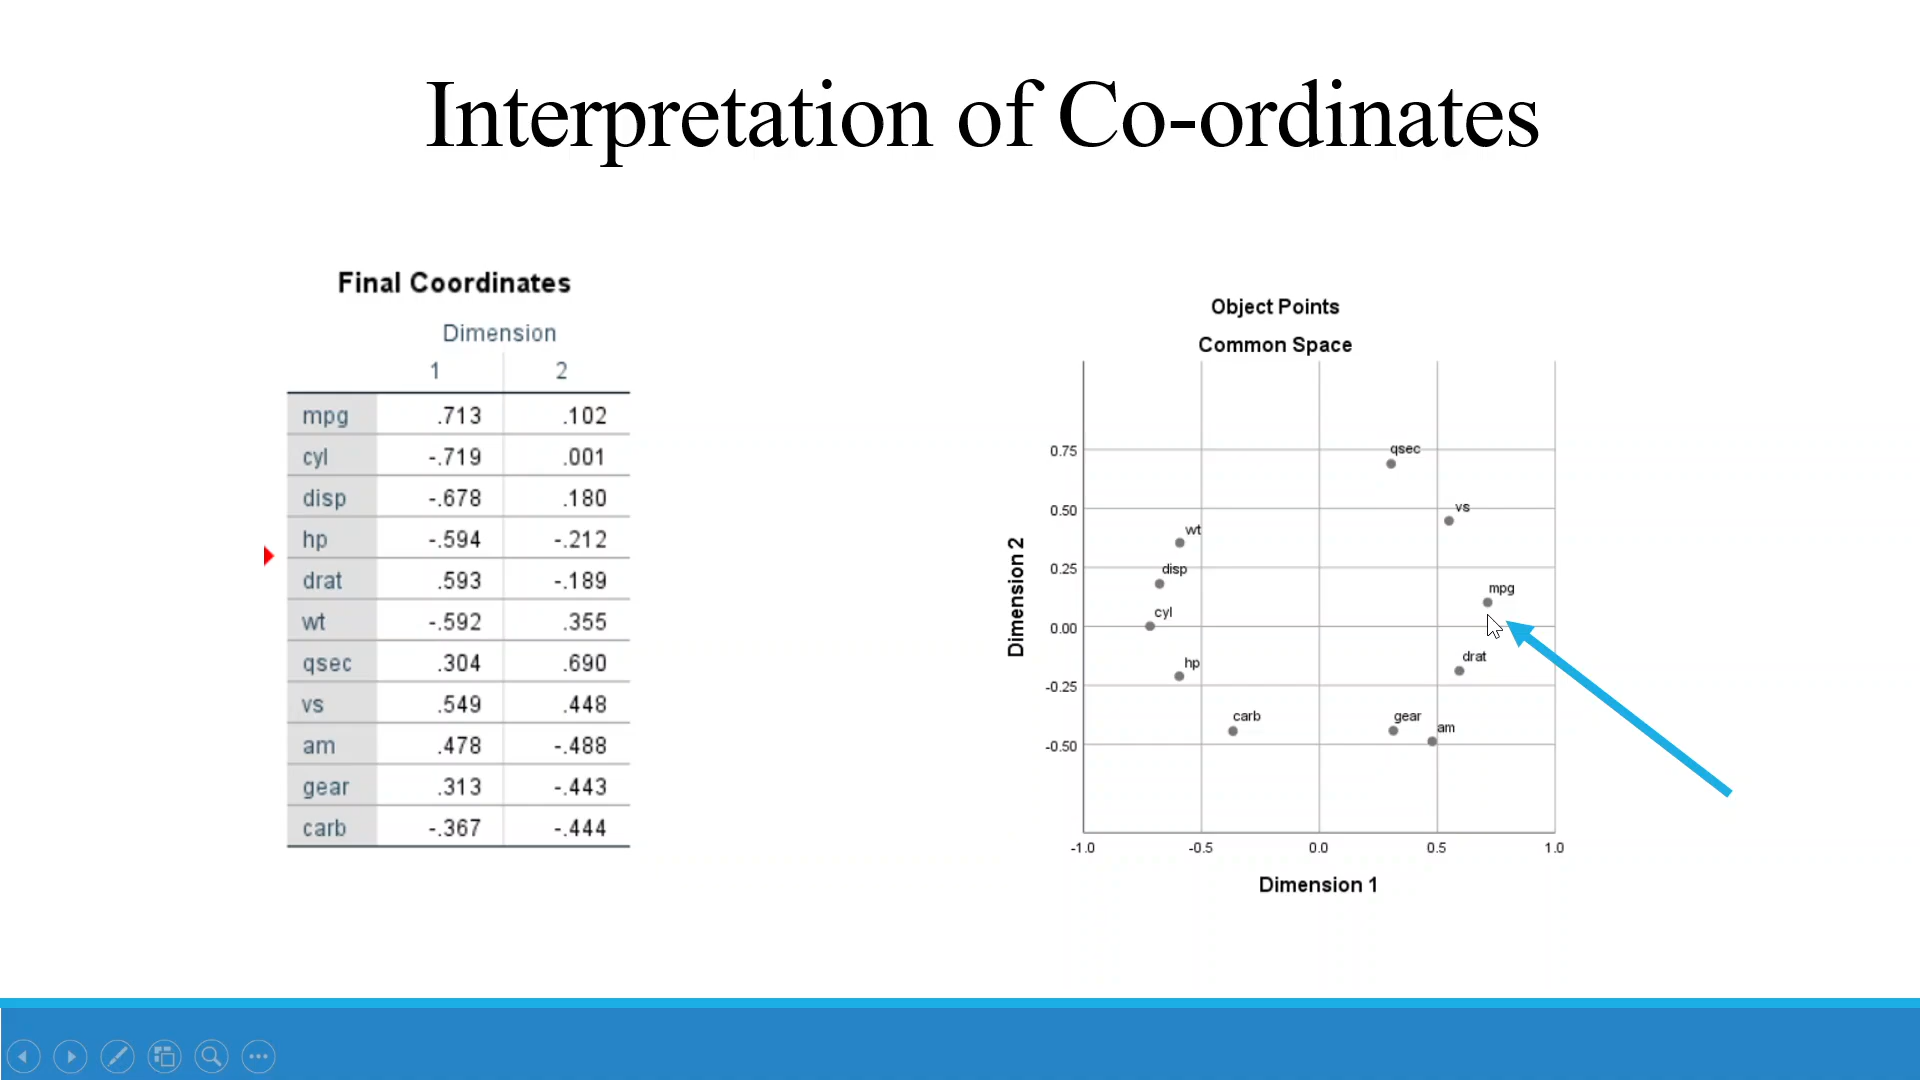 Interpretation of Co-ordinates
Final Coordinates
Dimension
1 2
mpg .713 .102
cyl -.719 .001
disp -.678 .180
hp -.594 -.212
drat .593 -.189
wt -.592 .355
qsec .304 .690
vs .549 .448
am .478 -.488
gear .313 -.443
carb -.367 -.444
Object Points
Common Space
Dimension 2
0.75
0.50
0.25
0.00
-0.25
-0.50
qsec
vs
wt
disp
mpg
cyl
drat
hp
carb
gear
am
-1.0 -0.5 0.0 0.5 1.0
Dimension 1